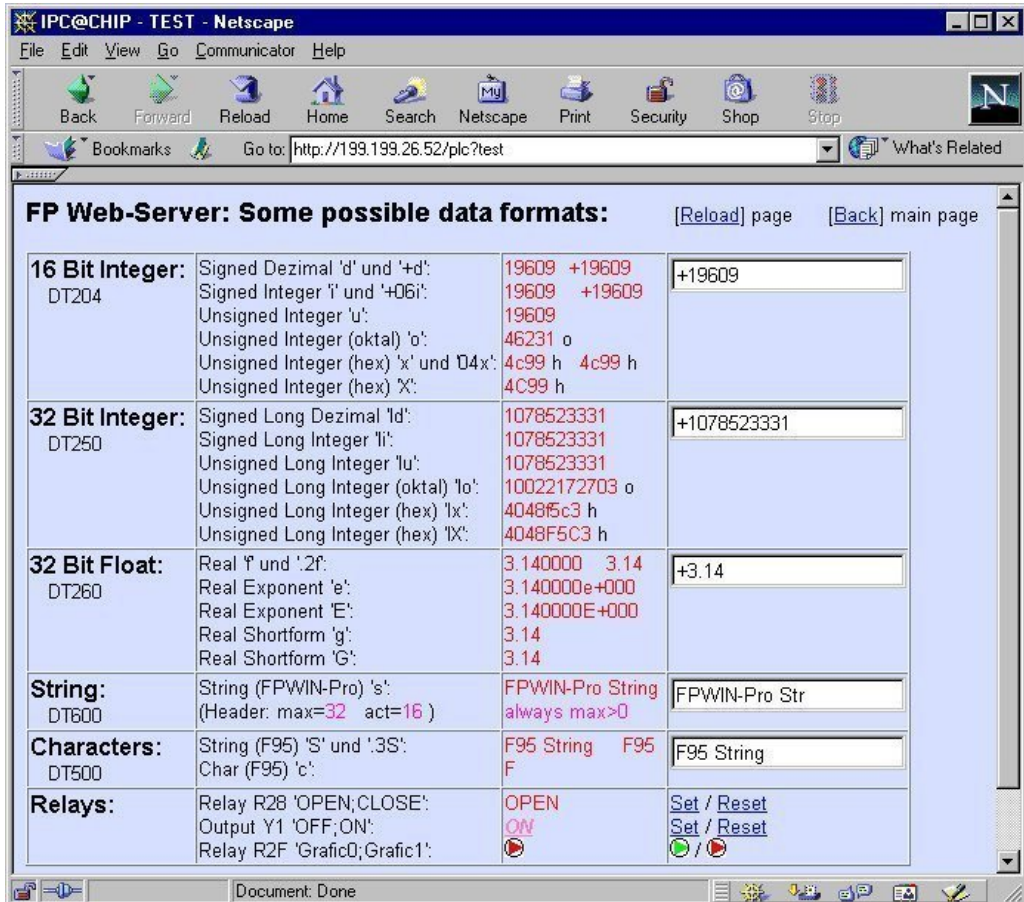 IPC@CHIP - TEST - Netscape
File Edit View Go Communicator Help
My
N
Back Forward Reload Home Search Netscape Print Security Shop Stop
Bookmarks Go to: http://199.199.26.52/plc?test What's Related
FP Web-Server: Some possible data formats: [Reload] page [Back] main page
16 Bit Integer: Signed Dezimal 'd' und '+d': 19609 +19609 +19609
DT204 Signed Integer 'i' und '+06i': 19609 +19609
Unsigned Integer 'u': 19609
Unsigned Integer (oktal) 'o': 46231 o
Unsigned Integer (hex) 'x' und '04x': 4c99 h 4c99 h
Unsigned Integer (hex) 'X': 4C99 h
32 Bit Integer: Signed Long Dezimal 'ld': 1078523331 +1078523331
DT250 Signed Long Integer 'li': 1078523331
Unsigned Long Integer 'lu': 1078523331
Unsigned Long Integer (oktal) 'lo': 10022172703 o
Unsigned Long Integer (hex) 'lx': 4048f5c3 h
Unsigned Long Integer (hex) 'lX': 4048F5C3 h
32 Bit Float: Real 'f' und '.2f': 3.140000 3.14 +3.14
DT260 Real Exponent 'e': 3.140000e+000
Real Exponent 'E': 3.140000E+000
Real Shortform 'g': 3.14
Real Shortform 'G': 3.14
String: String (FPWIN-Pro) 's': FPWIN-Pro String FPWIN-Pro Str
DT600 (Header: max=32 act=16 ) always max>0
Characters: String (F95) 'S' und '.3S': F95 String F95 F95 String
DT500 Char (F95) 'c': F
Relays: Relay R28 'OPEN;CLOSE': OPEN Set / Reset
Output Y1 'OFF;ON': ON Set / Reset
Relay R2F 'Grafic0;Grafic1': /
Document: Done